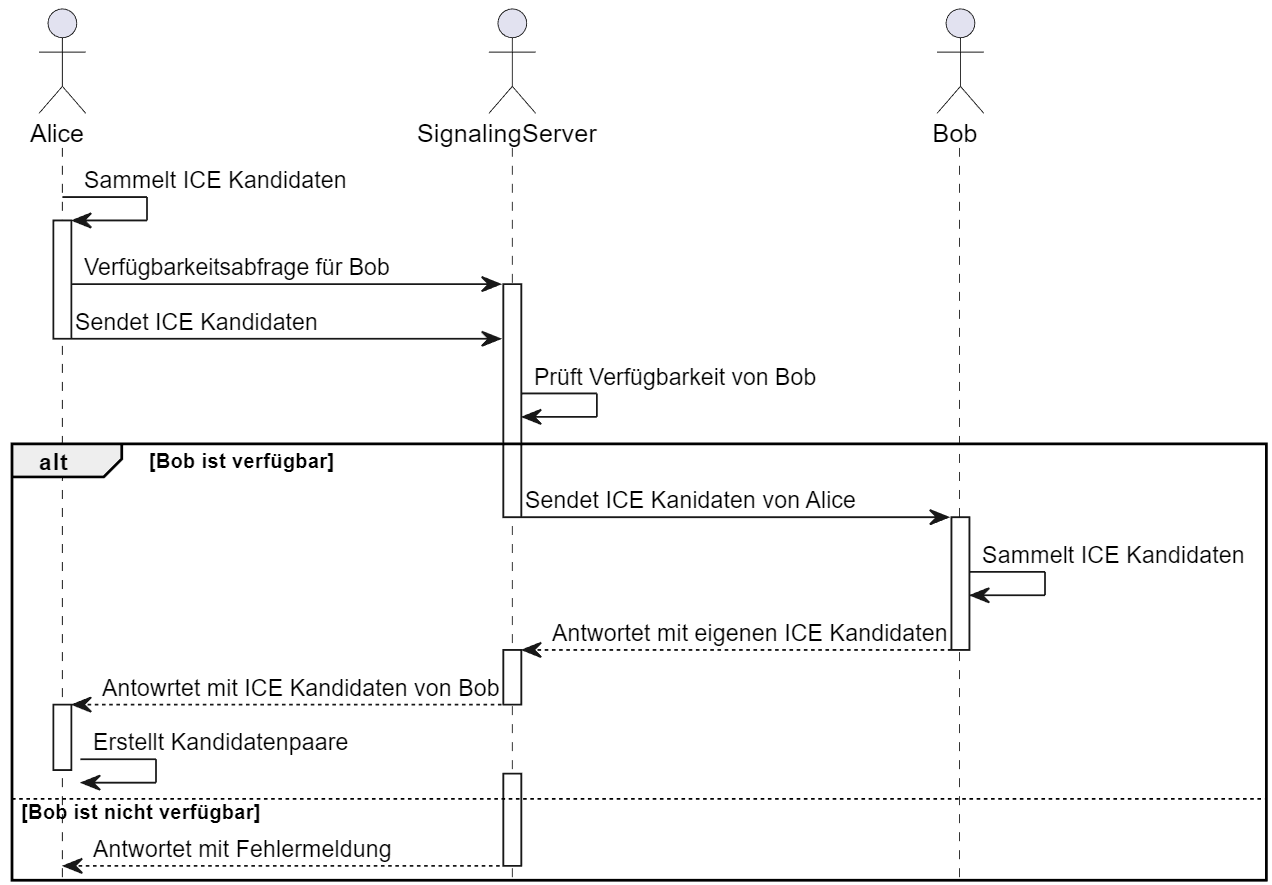 Alice
SignalingServer
Bob
Sammelt ICE Kandidaten
Verfügbarkeitsabfrage für Bob
Sendet ICE Kandidaten
Prüft Verfügbarkeit von Bob
alt
[Bob ist verfügbar]
Sendet ICE Kanidaten von Alice
Sammelt ICE Kandidaten
Antwortet mit eigenen ICE Kandidaten
Antowrtet mit ICE Kandidaten von Bob
Erstellt Kandidatenpaare
[Bob ist nicht verfügbar]
Antwortet mit Fehlermeldung